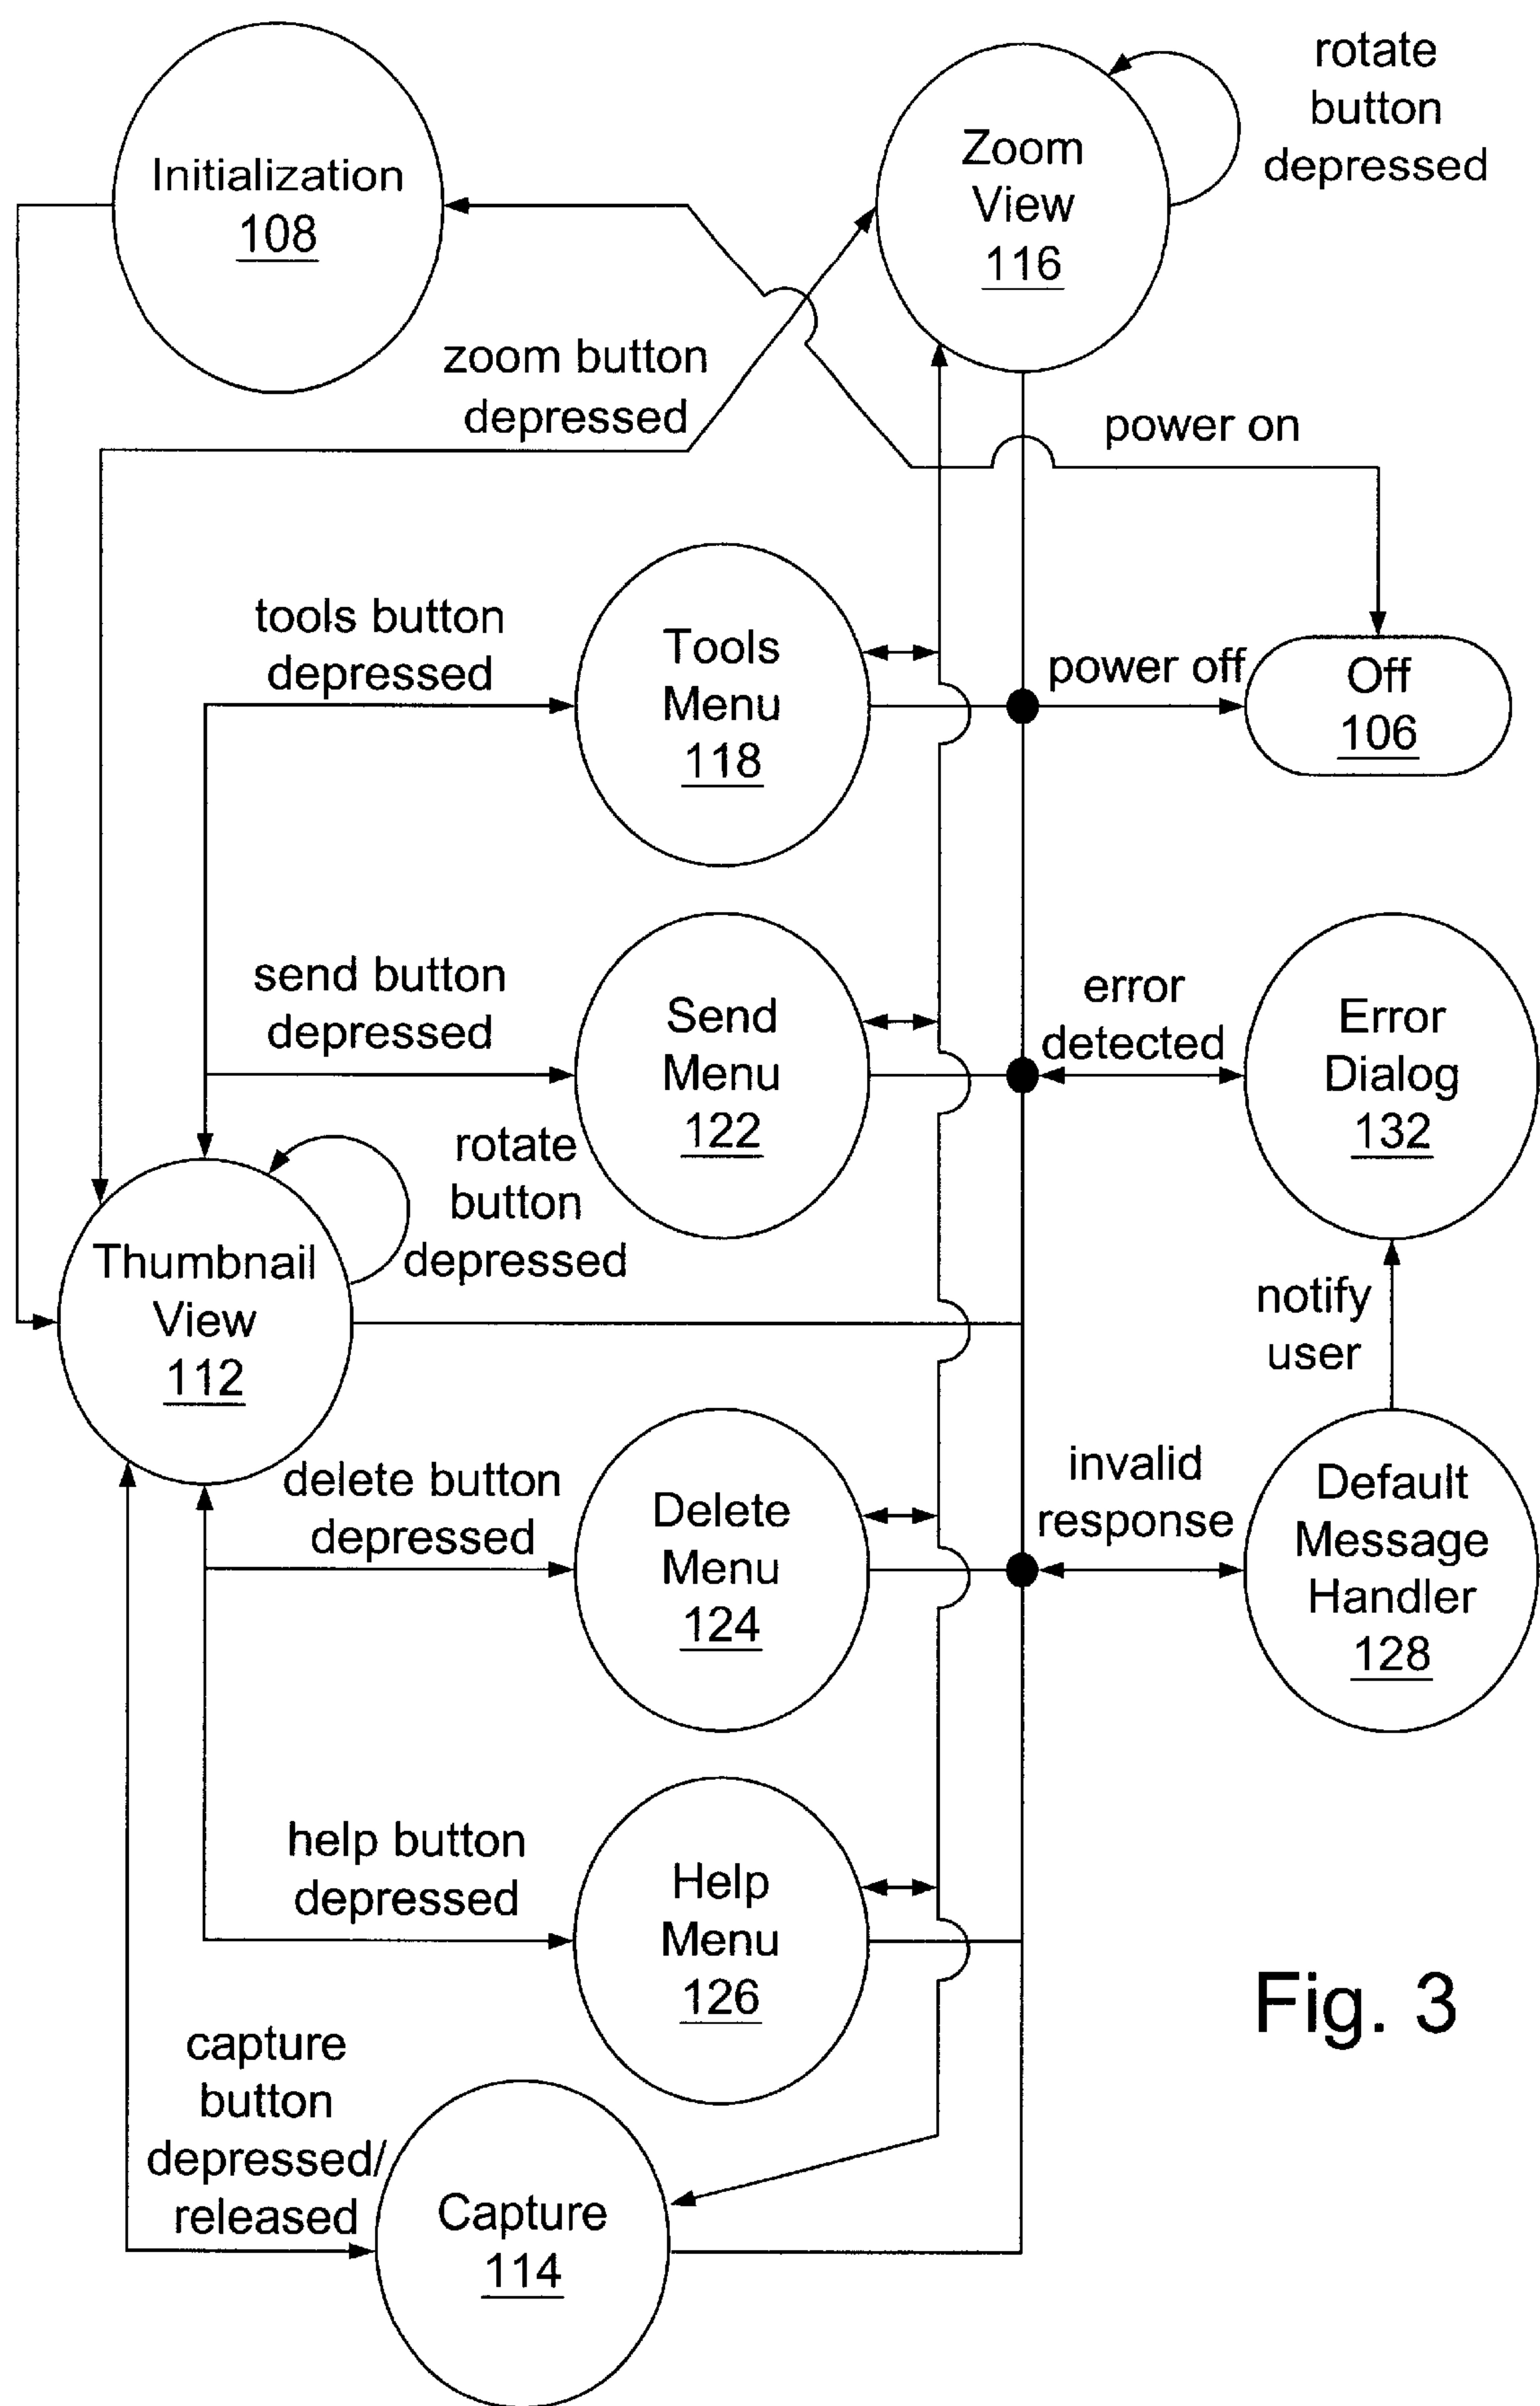 Initialization
108
Zoom
View
116
rotate
button
depressed
zoom button
depressed
power on
tools button
depressed
Tools
Menu
118
power off
Off
106
send button
depressed
Send
Menu
122
error
detected
Error
Dialog
132
rotate
button
depressed
Thumbnail
View
112
notify
user
delete button
depressed
Delete
Menu
124
invalid
response
Default
Message
Handler
128
help button
depressed
Help
Menu
126
Fig. 3
capture
button
depressed/
released
Capture
114